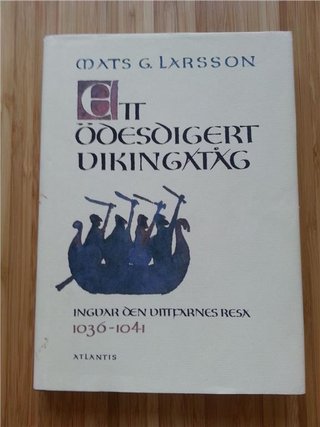 MATS G. LARSSON
ETT
ÖDESDIGERT
VIKINGATÅG
INGVAR DEN VITTFARNES RESA
1036-1041
ATLANTIS